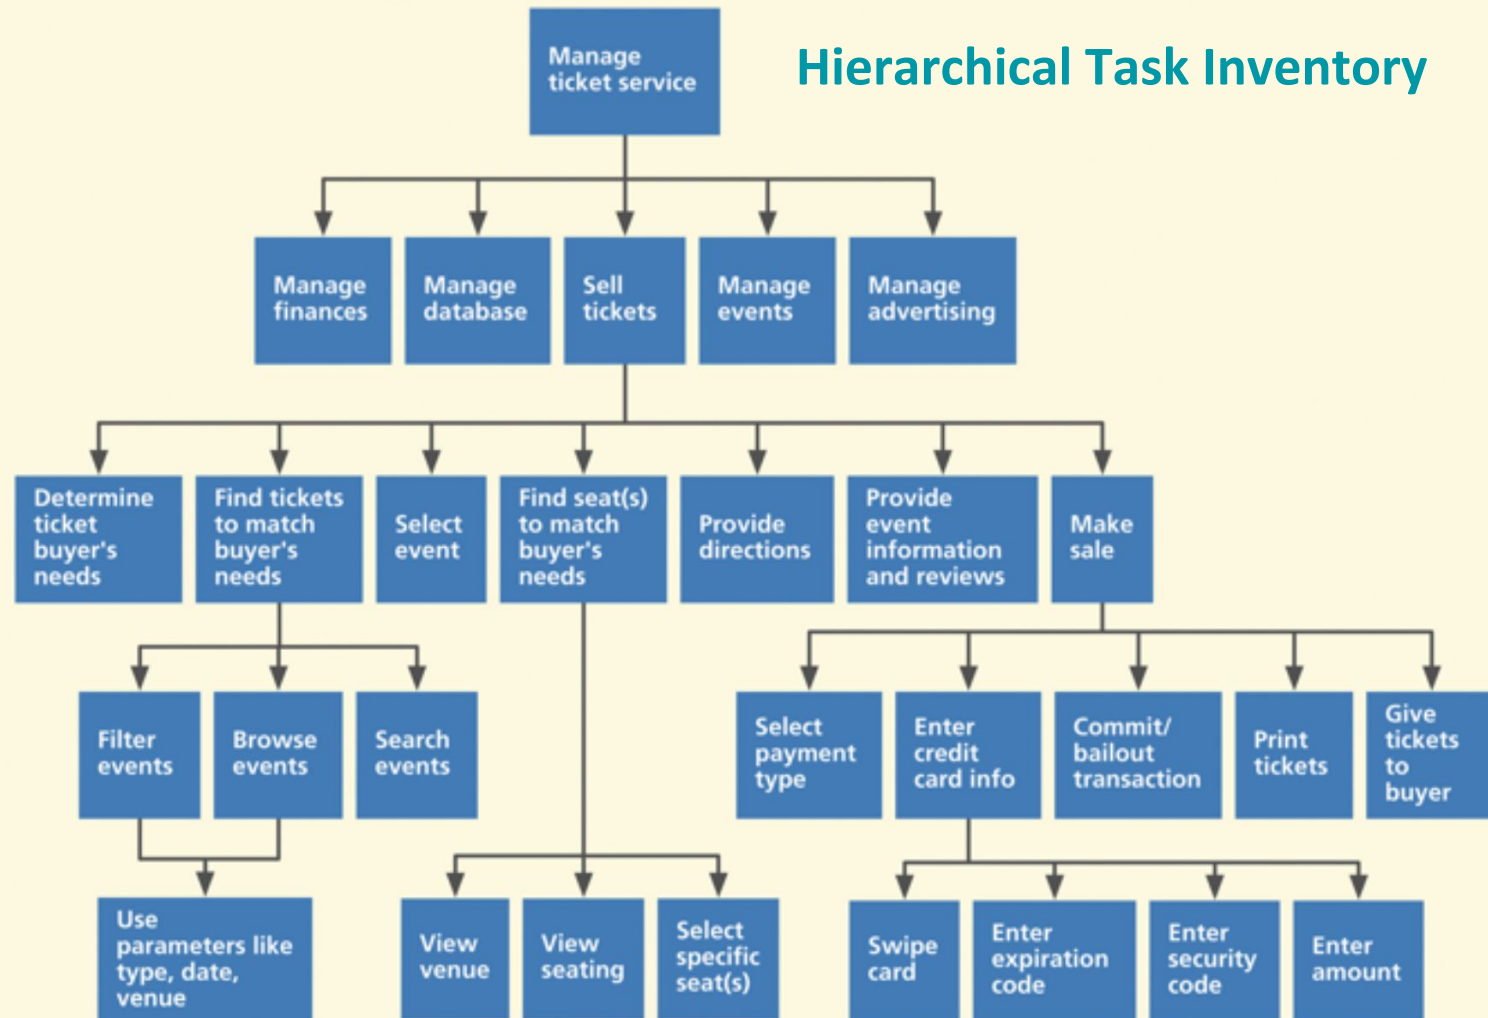 Manage
ticket service
Hierarchical Task Inventory
Manage
finances
Manage
database
Sell
tickets
Manage
events
Manage
advertising
Determine
ticket
buyer's
needs
Find tickets
to match
buyer's
needs
Select
event
Find seat(s)
to match
buyer's
needs
Provide
directions
Provide
event
information
and reviews
Make
sale
Filter
events
Browse
events
Search
events
Select
payment
type
Enter
credit
card info
Commit/
bailout
transaction
Print
tickets
Give
tickets
to
buyer
Use
parameters like
type, date,
venue
View
venue
View
seating
Select
specific
seat(s)
Swipe
card
Enter
expiration
code
Enter
security
code
Enter
amount